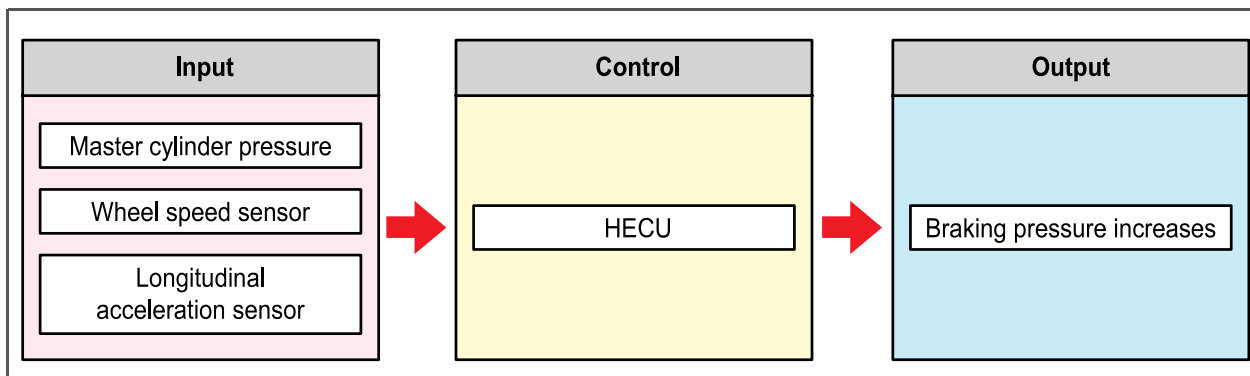 Input
Master cylinder pressure
Wheel speed sensor
Longitudinal
acceleration sensor
Control
HECU
Output
Braking pressure increases